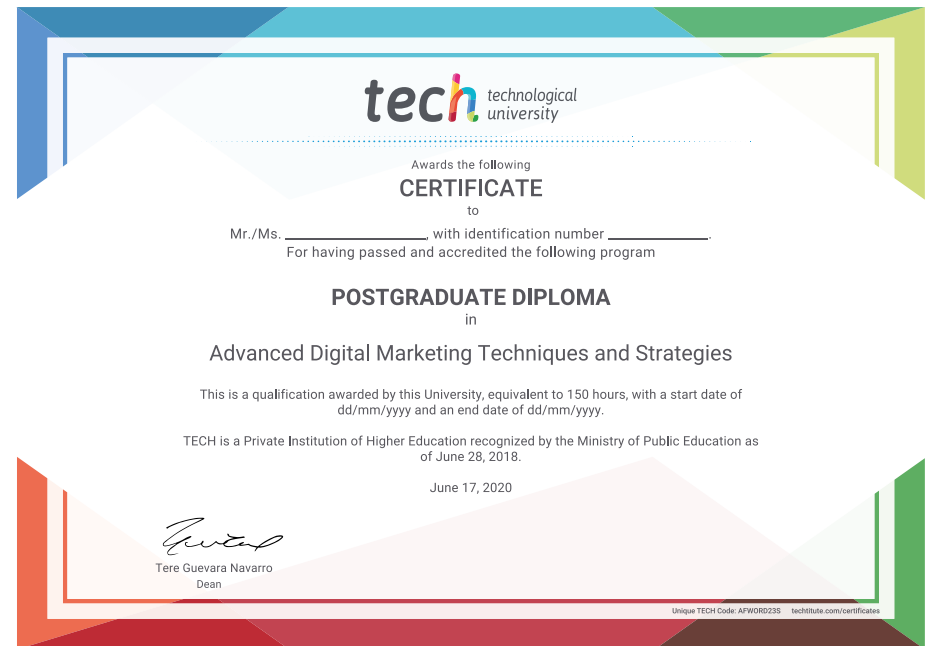 tech technological
university
Awards the following
CERTIFICATE
to
Mr./Ms. ____________________, with identification number ______________.
For having passed and accredited the following program
POSTGRADUATE DIPLOMA
in
Advanced Digital Marketing Techniques and Strategies
This is a qualification awarded by this University, equivalent to 150 hours, with a start date of
dd/mm/yyyy and an end date of dd/mm/yyyy.
TECH is a Private Institution of Higher Education recognized by the Ministry of Public Education as
of June 28, 2018.
June 17, 2020
Tere Guevara Navarro
Dean
Unique TECH Code: AFWORD23S techtitute.com/certificates